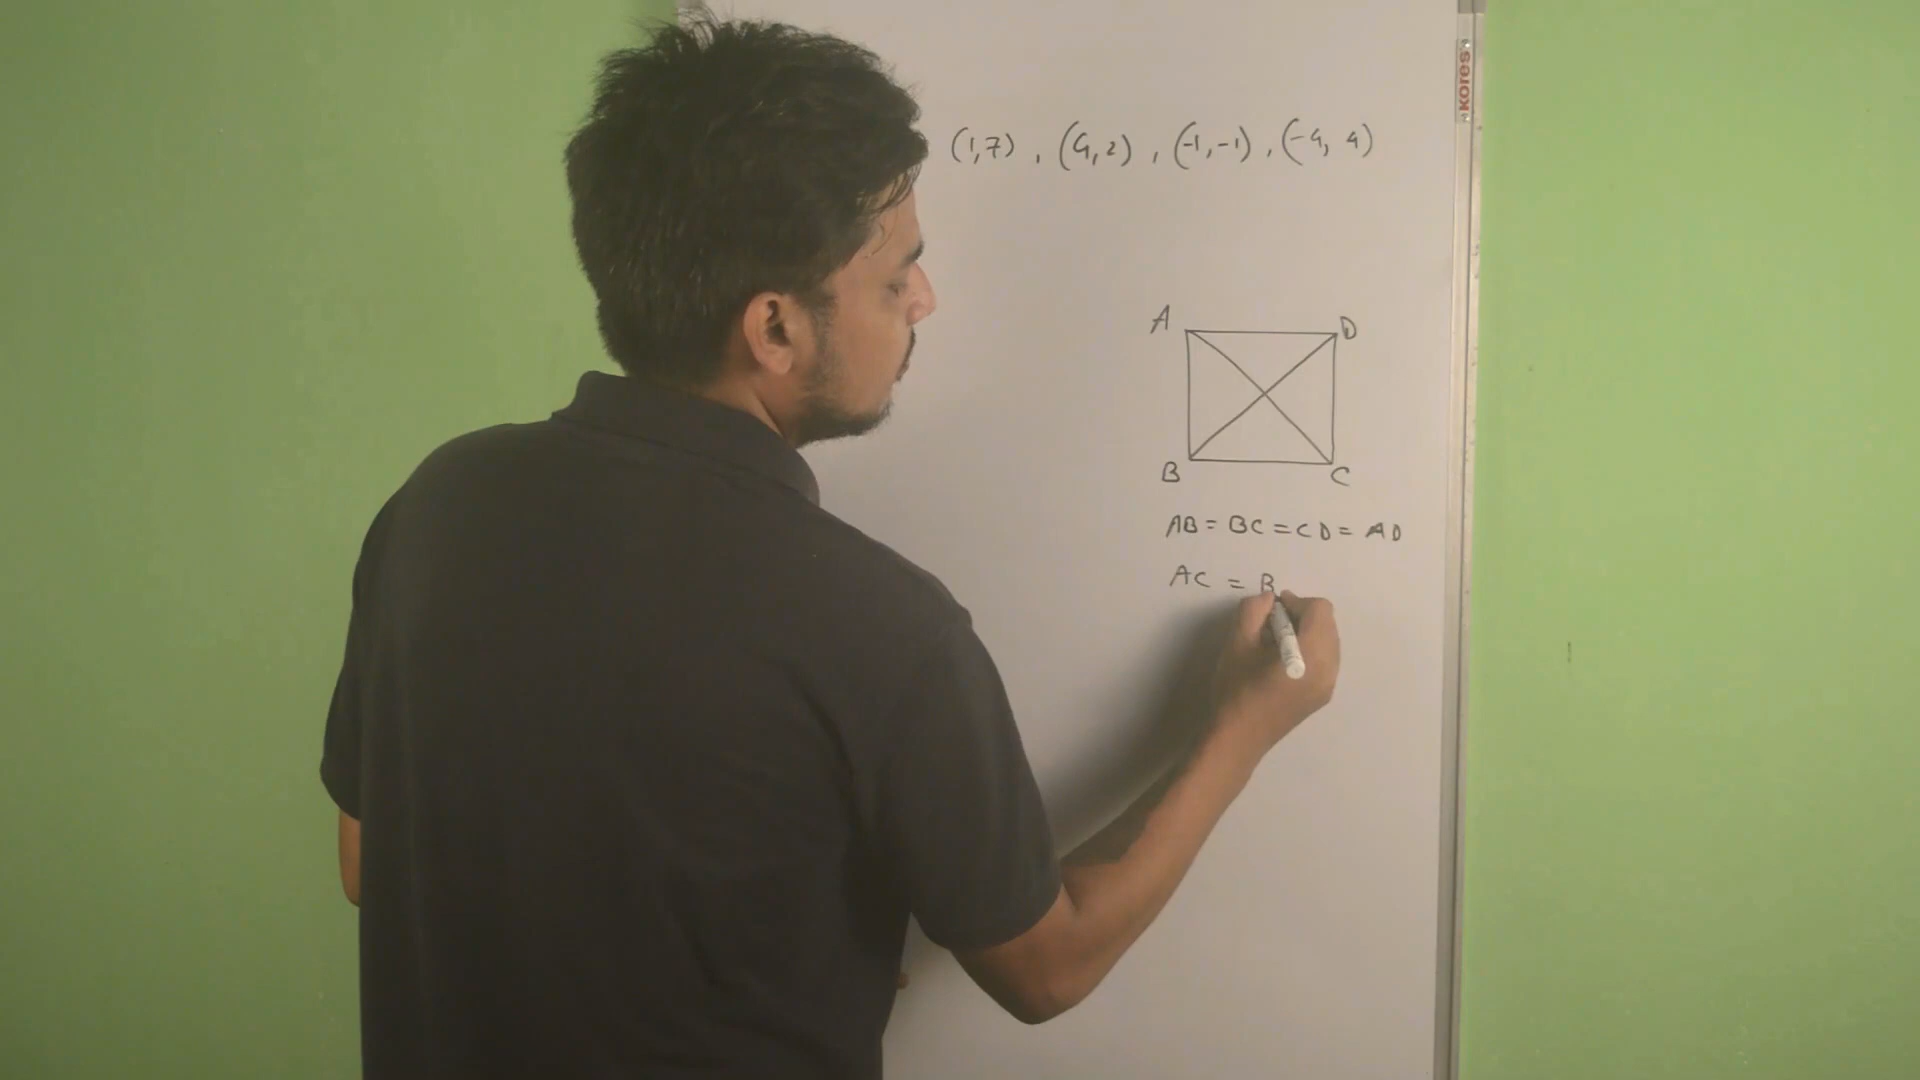 KORES
(1,7) , (4,2) , (-1,-1) , (-4, 4)
A D
B C
AB = BC = CD = AD
AC = B